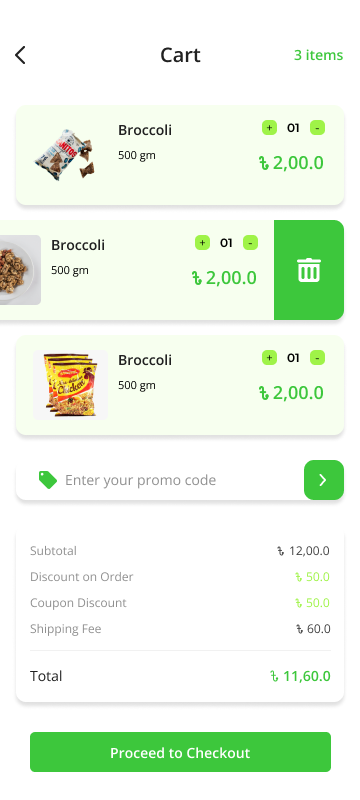 Cart
3 items
Broccoli
+ 01 -
500 gm
৳ 2,00.0
Broccoli
+ 01 -
500 gm
৳ 2,00.0
Broccoli
+ 01 -
500 gm
৳ 2,00.0
Chicken
Enter your promo code
Subtotal ৳ 12,00.0
Discount on Order ৳ 50.0
Coupon Discount ৳ 50.0
Shipping Fee ৳ 60.0
Total ৳ 11,60.0
Proceed to Checkout